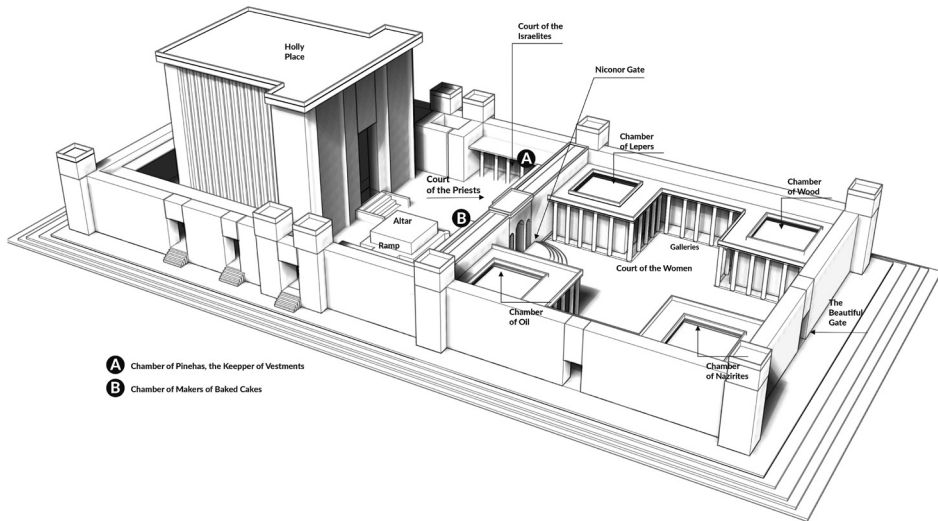 Holly
Place
Court of the
Israelites
Niconor Gate
Chamber
of Lepers
A
Court
of the Priests
Chamber
of Wood
B
Altar
Ramp
Galleries
Court of the Women
Chamber
of Oil
The
Beautiful
Gate
Chamber
of Nazirites
A Chamber of Pinehas, the Keepper of Vestments
B Chamber of Makers of Baked Cakes